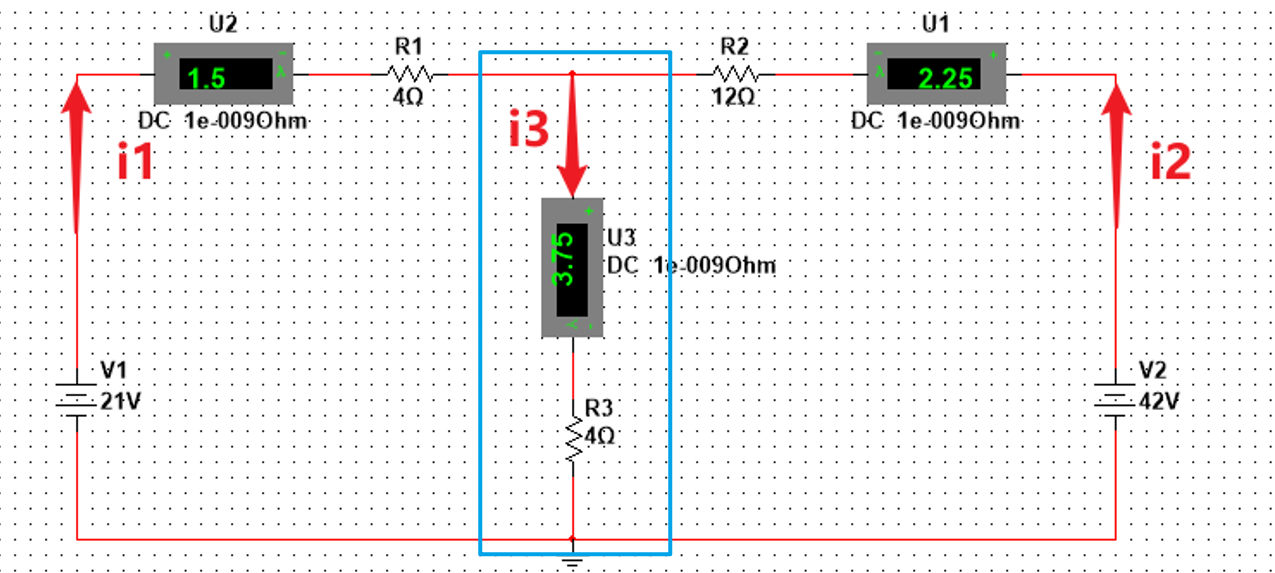 U2
+
-
1.5
A
DC 1e-009Ohm
R1
4Ω
R2
12Ω
U1
-
+
A
2.25
DC 1e-009Ohm
i1
i3
i2
+
3.75
A
-
U3
DC 1e-009Ohm
V1
21V
R3
4Ω
V2
42V